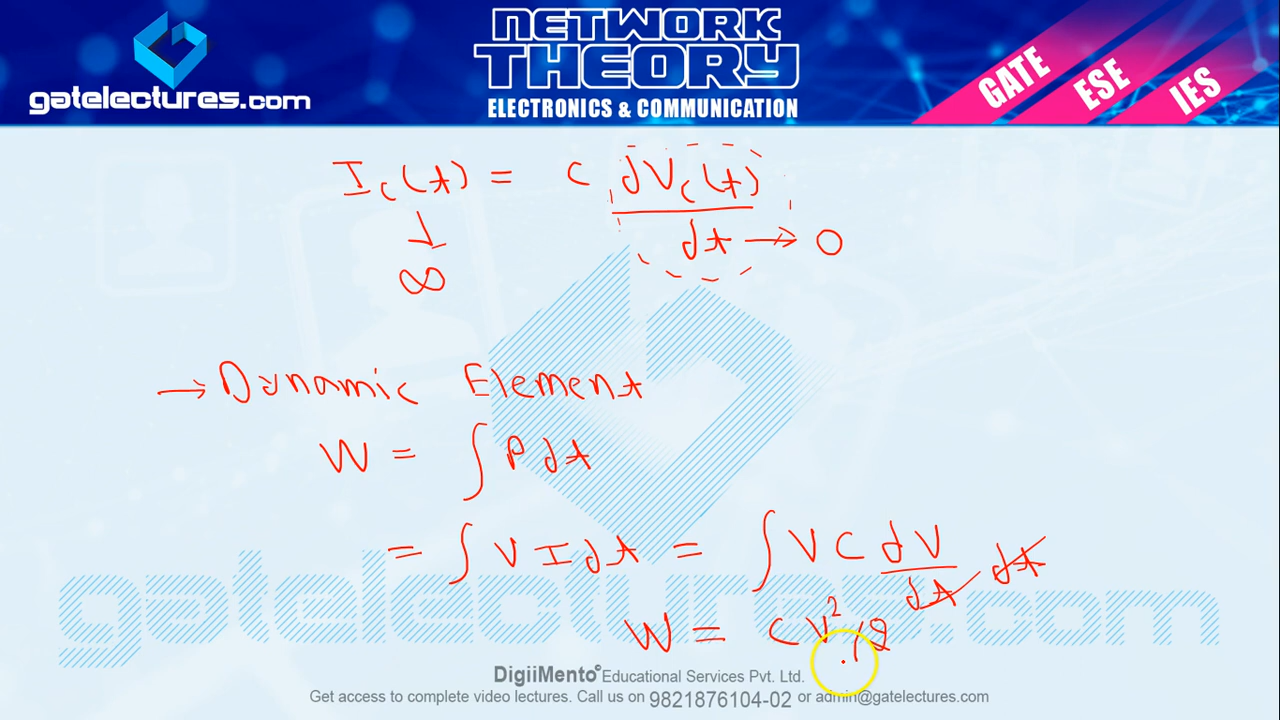 gatelectures.com
NETWORK
THEORY
ELECTRONICS & COMMUNICATION
GATE
ESE
IES
I_c(t) = C dV_c(t)/dt → 0
↓
∞
→ Dynamic Element
W = ∫ P dt
= ∫ V I dt = ∫ V C dV/dt dt
W = CV²/2
gatelectures.com
DigiiMento© Educational Services Pvt. Ltd.
Get access to complete video lectures. Call us on 9821876104-02 or admin@gatelectures.com